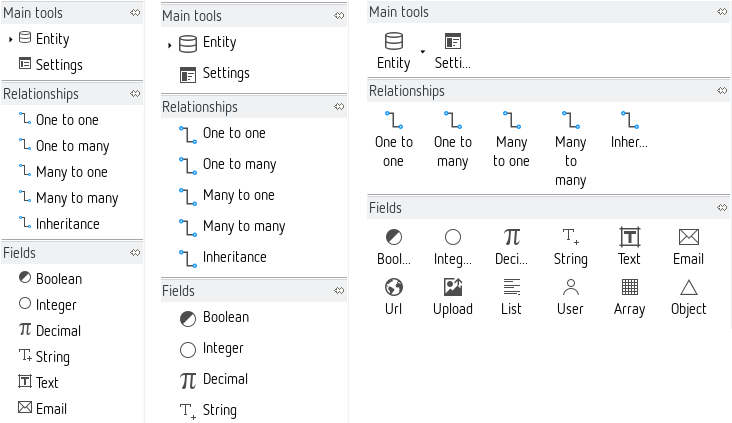 Main tools
Entity
Settings
Relationships
One to one
One to many
Many to one
Many to many
Inheritance
Fields
Boolean
Integer
Decimal
String
Text
Email
Main tools
Entity
Settings
Relationships
One to one
One to many
Many to one
Many to many
Inheritance
Fields
Boolean
Integer
Decimal
String
Main tools
Entity Setti...
Relationships
One to One to Many Many Inher...
one many to one to
many
Fields
Bool... Integ... Deci... String Text Email
Url Upload List User Array Object